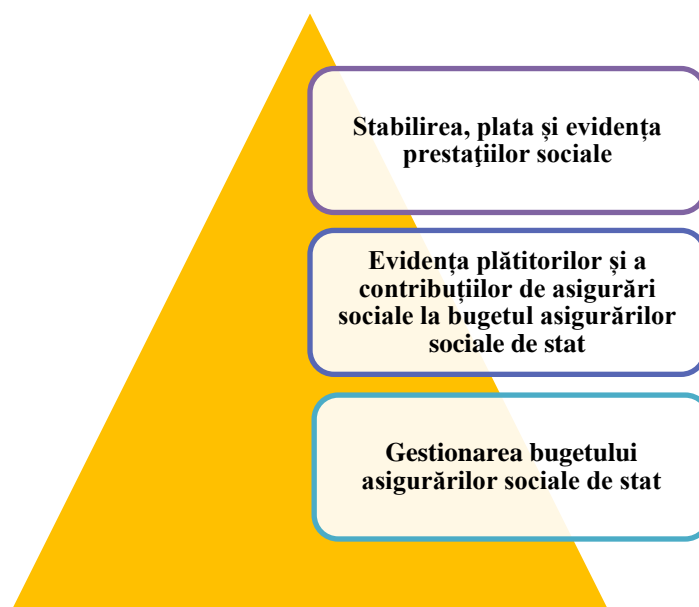 Stabilirea, plata și evidența
prestaţiilor sociale
Evidența plătitorilor și a
contribuțiilor de asigurări
sociale la bugetul asigurărilor
sociale de stat
Gestionarea bugetului
asigurărilor sociale de stat